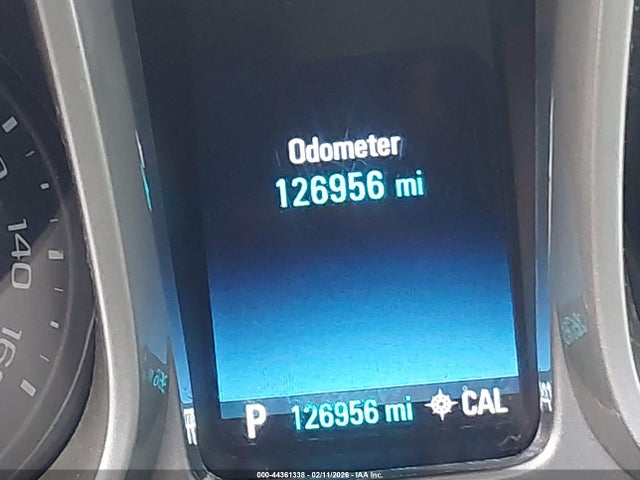 Odometer
126956 mi
140
P 126956 mi CAL
000-44361338 - 02/11/2026 - IAA Inc.